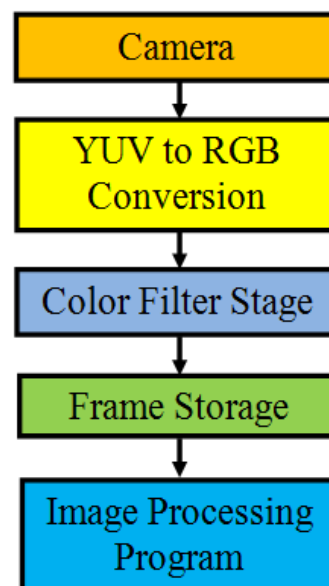 Camera
YUV to RGB
Conversion
Color Filter Stage
Frame Storage
Image Processing
Program